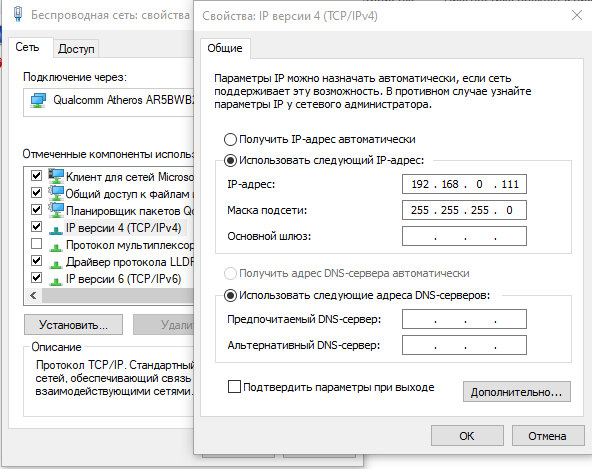 Беспроводная сеть: свойства
Сеть
Доступ
Подключение через:
Qualcomm Atheros AR5BWB2
Отмеченные компоненты использ
Клиент для сетей Microso
Общий доступ к файлам и
Планировщик пакетов Qo
IP версии 4 (TCP/IPv4)
Протокол мультиплексор
Драйвер протокола LLDP
IP версии 6 (TCP/IPv6)
Установить...
Удали
Описание
Протокол TCP/IP. Стандартный
сетей, обеспечивающий связь
взаимодействующими сетями.
Свойства: IP версии 4 (TCP/IPv4)
Общие
Параметры IP можно назначать автоматически, если сеть
поддерживает эту возможность. В противном случае узнайте
параметры IP у сетевого администратора.
Получить IP-адрес автоматически
Использовать следующий IP-адрес:
IP-адрес:
192 . 168 . 0 . 111
Маска подсети:
255 . 255 . 255 . 0
Основной шлюз:
. . .
Получить адрес DNS-сервера автоматически
Использовать следующие адреса DNS-серверов:
Предпочитаемый DNS-сервер:
. . .
Альтернативный DNS-сервер:
. . .
Подтвердить параметры при выходе
Дополнительно...
ОК
Отмена